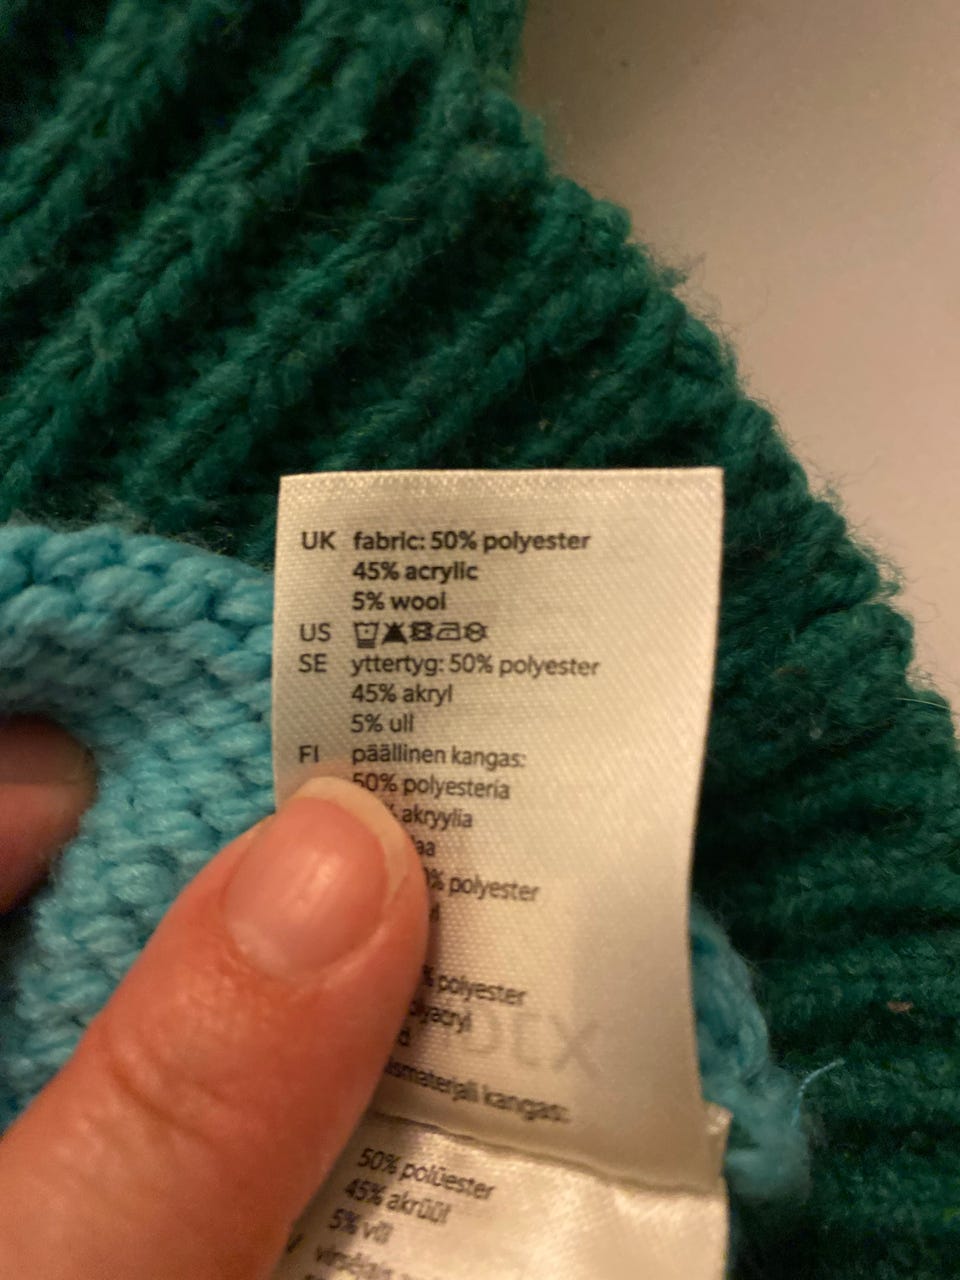 UK fabric: 50% polyester
45% acrylic
5% wool
US
SE yttertyg: 50% polyester
45% akryl
5% ull
FI päällinen kangas:
50% polyesteria
akryylia
% polyester
% polyester
kangas:
50% polüester
45% akrüül
5% vill